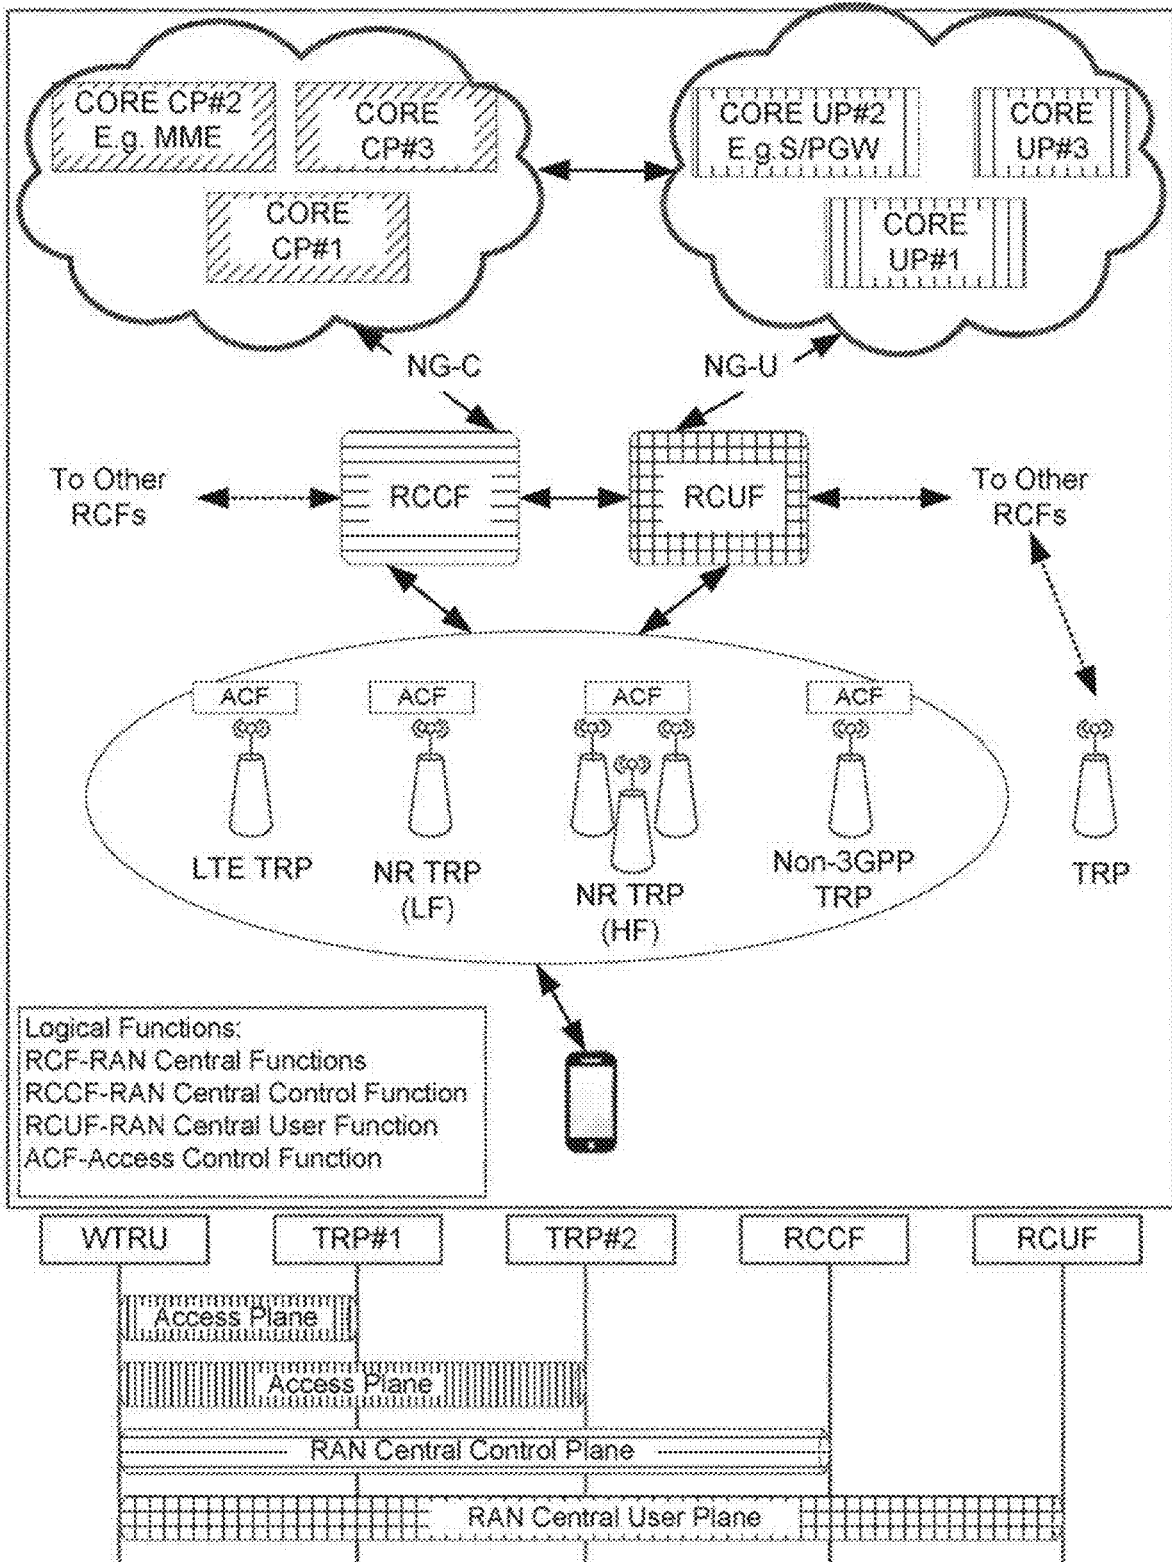 CORE CP#2
E.g. MME
CORE
CP#3
CORE
CP#1
CORE UP#2
E.g.S/PGW
CORE
UP#3
CORE
UP#1
NG-C
NG-U
To Other
RCFs
RCCF
RCUF
To Other
RCFs
ACF
ACF
ACF
ACF
LTE TRP
NR TRP
(LF)
NR TRP
(HF)
Non-3GPP
TRP
TRP
Logical Functions:
RCF-RAN Central Functions
RCCF-RAN Central Control Function
RCUF-RAN Central User Function
ACF-Access Control Function
WTRU
TRP#1
TRP#2
RCCF
RCUF
Access Plane
Access Plane
RAN Central Control Plane
RAN Central User Plane